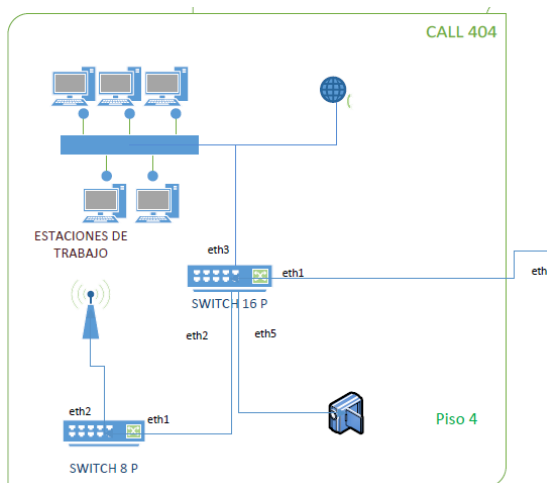 CALL 404
(
ESTACIONES DE
TRABAJO
eth3
eth1
eth
SWITCH 16 P
eth2
eth5
eth2
eth1
Piso 4
SWITCH 8 P